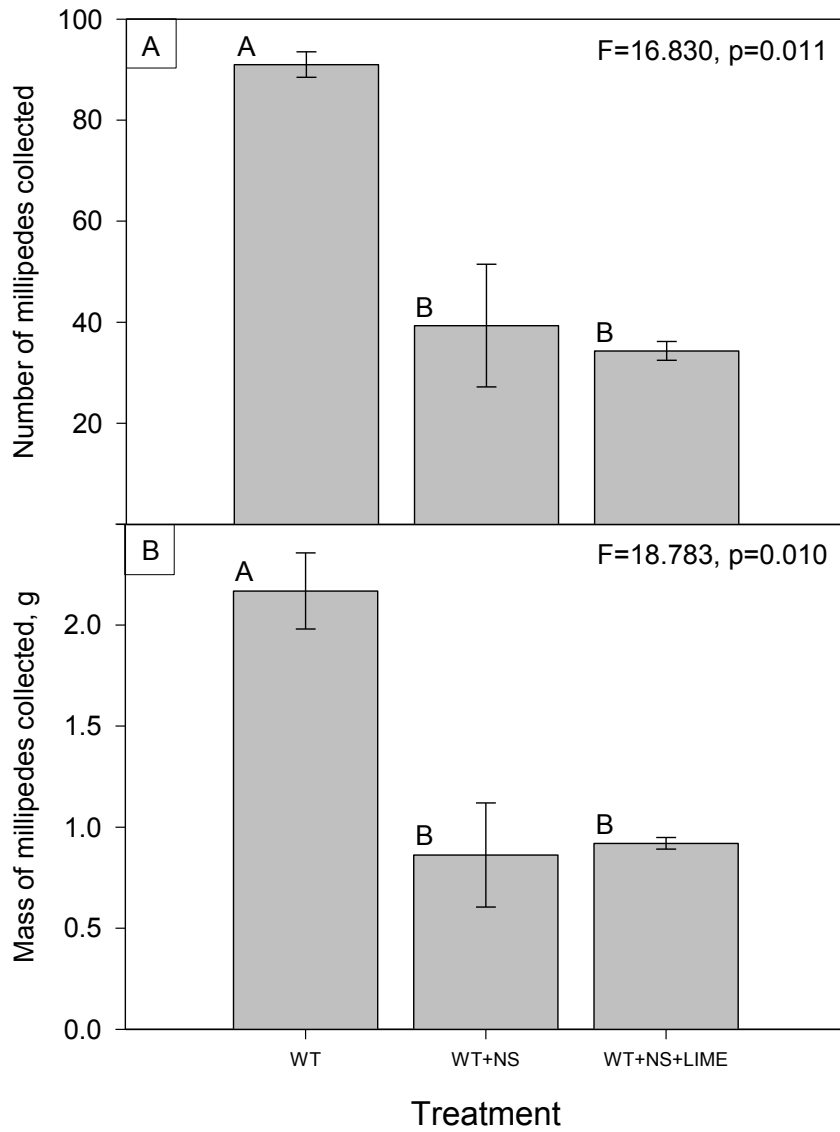 100
A
A
F=16.830, p=0.011
80
60
B
B
40
20
Number of millipedes collected
B
A
F=18.783, p=0.010
2.0
1.5
B
B
1.0
0.5
0.0
Mass of millipedes collected, g
WT
WT+NS
WT+NS+LIME
Treatment